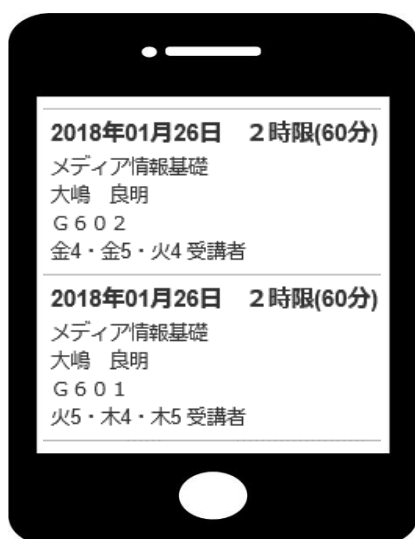 2018年01月26日　２時限(60分)
メディア情報基礎
大嶋　良明
Ｇ６０２
金4・金5・火4 受講者
2018年01月26日　２時限(60分)
メディア情報基礎
大嶋　良明
Ｇ６０１
火5・木4・木5 受講者